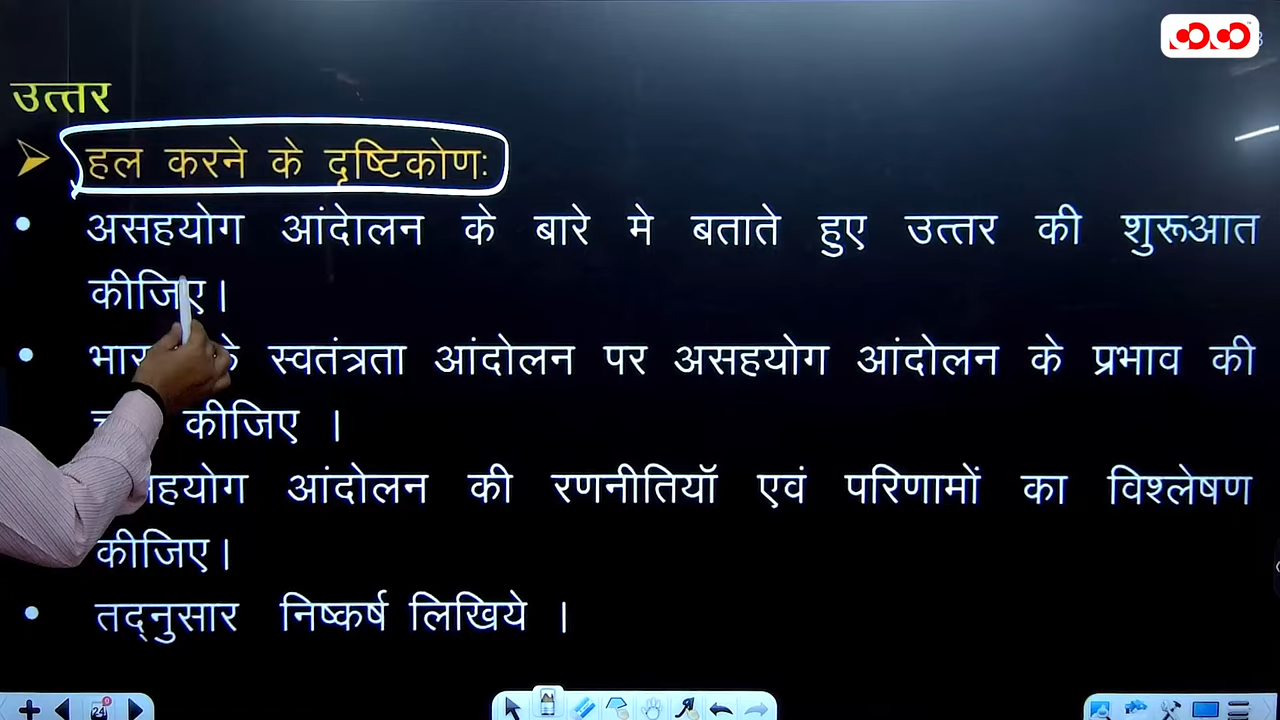 उत्तर
हल करने के दृष्टिकोणः
असहयोग आंदेालन के बारे मे बताते हुए उत्तर की शुरूआत
कीजिए।
के स्वतंत्रता आंदोलन पर असहयोग आंदोलन के प्रभाव की
कीजिए ।
आंदोलन की रणनीतियॉ एवं परिणामों का विश्लेषण
कीजिए।
तद्नुसार निष्कर्ष लिखिये ।
24